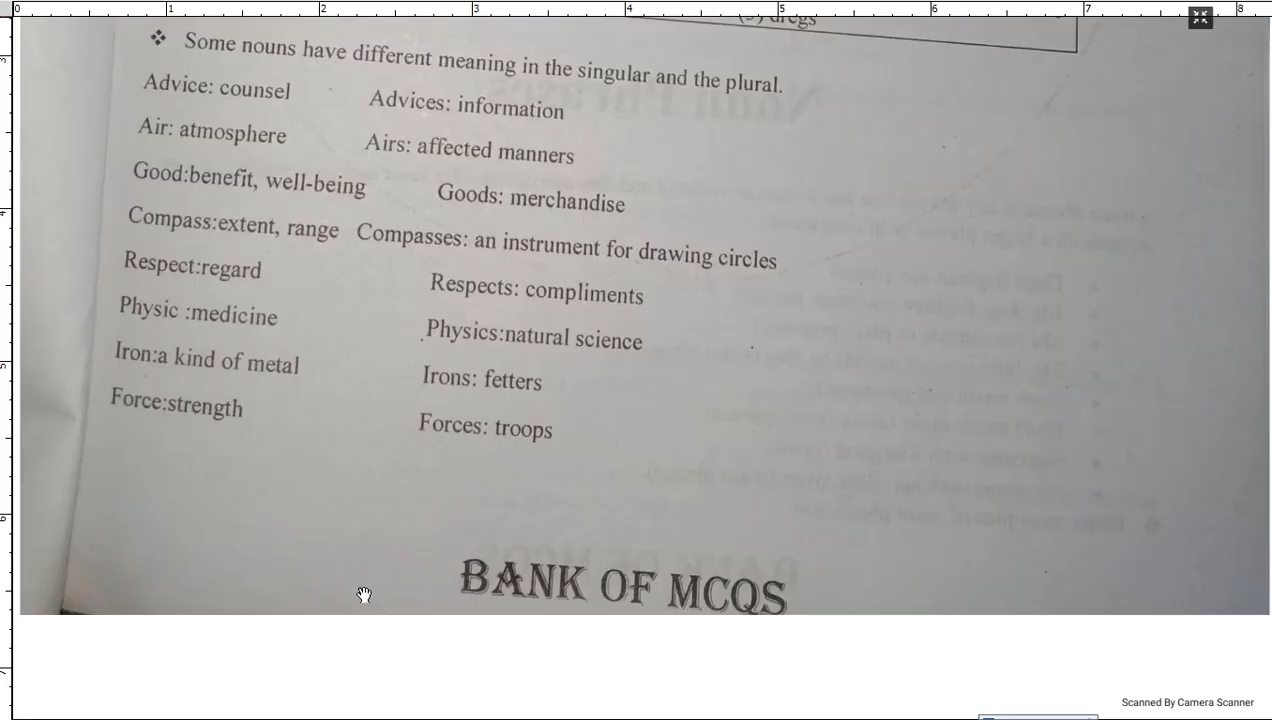 (3) dregs
❖ Some nouns have different meaning in the singular and the plural.
Advice: counsel Advices: information
Air: atmosphere Airs: affected manners
Good:benefit, well-being Goods: merchandise
Compass:extent, range Compasses: an instrument for drawing circles
Respect:regard Respects: compliments
Physic :medicine Physics:natural science
Iron:a kind of metal Irons: fetters
Force:strength Forces: troops
BANK OF MCQS
Scanned By Camera Scanner